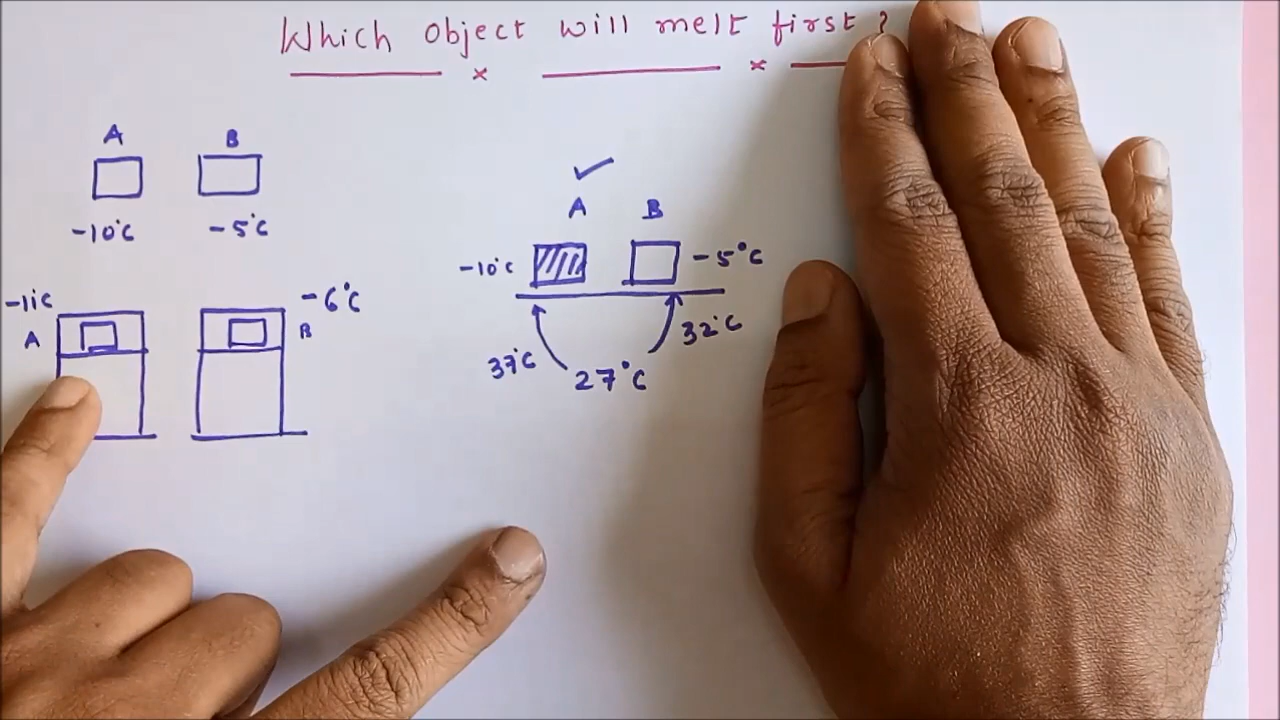 Which object will melt first ?
A B
-10°C -5°C
-11°C
A
-6°C
B
A B
-10°C -5°C
37°C 27°C 32°C